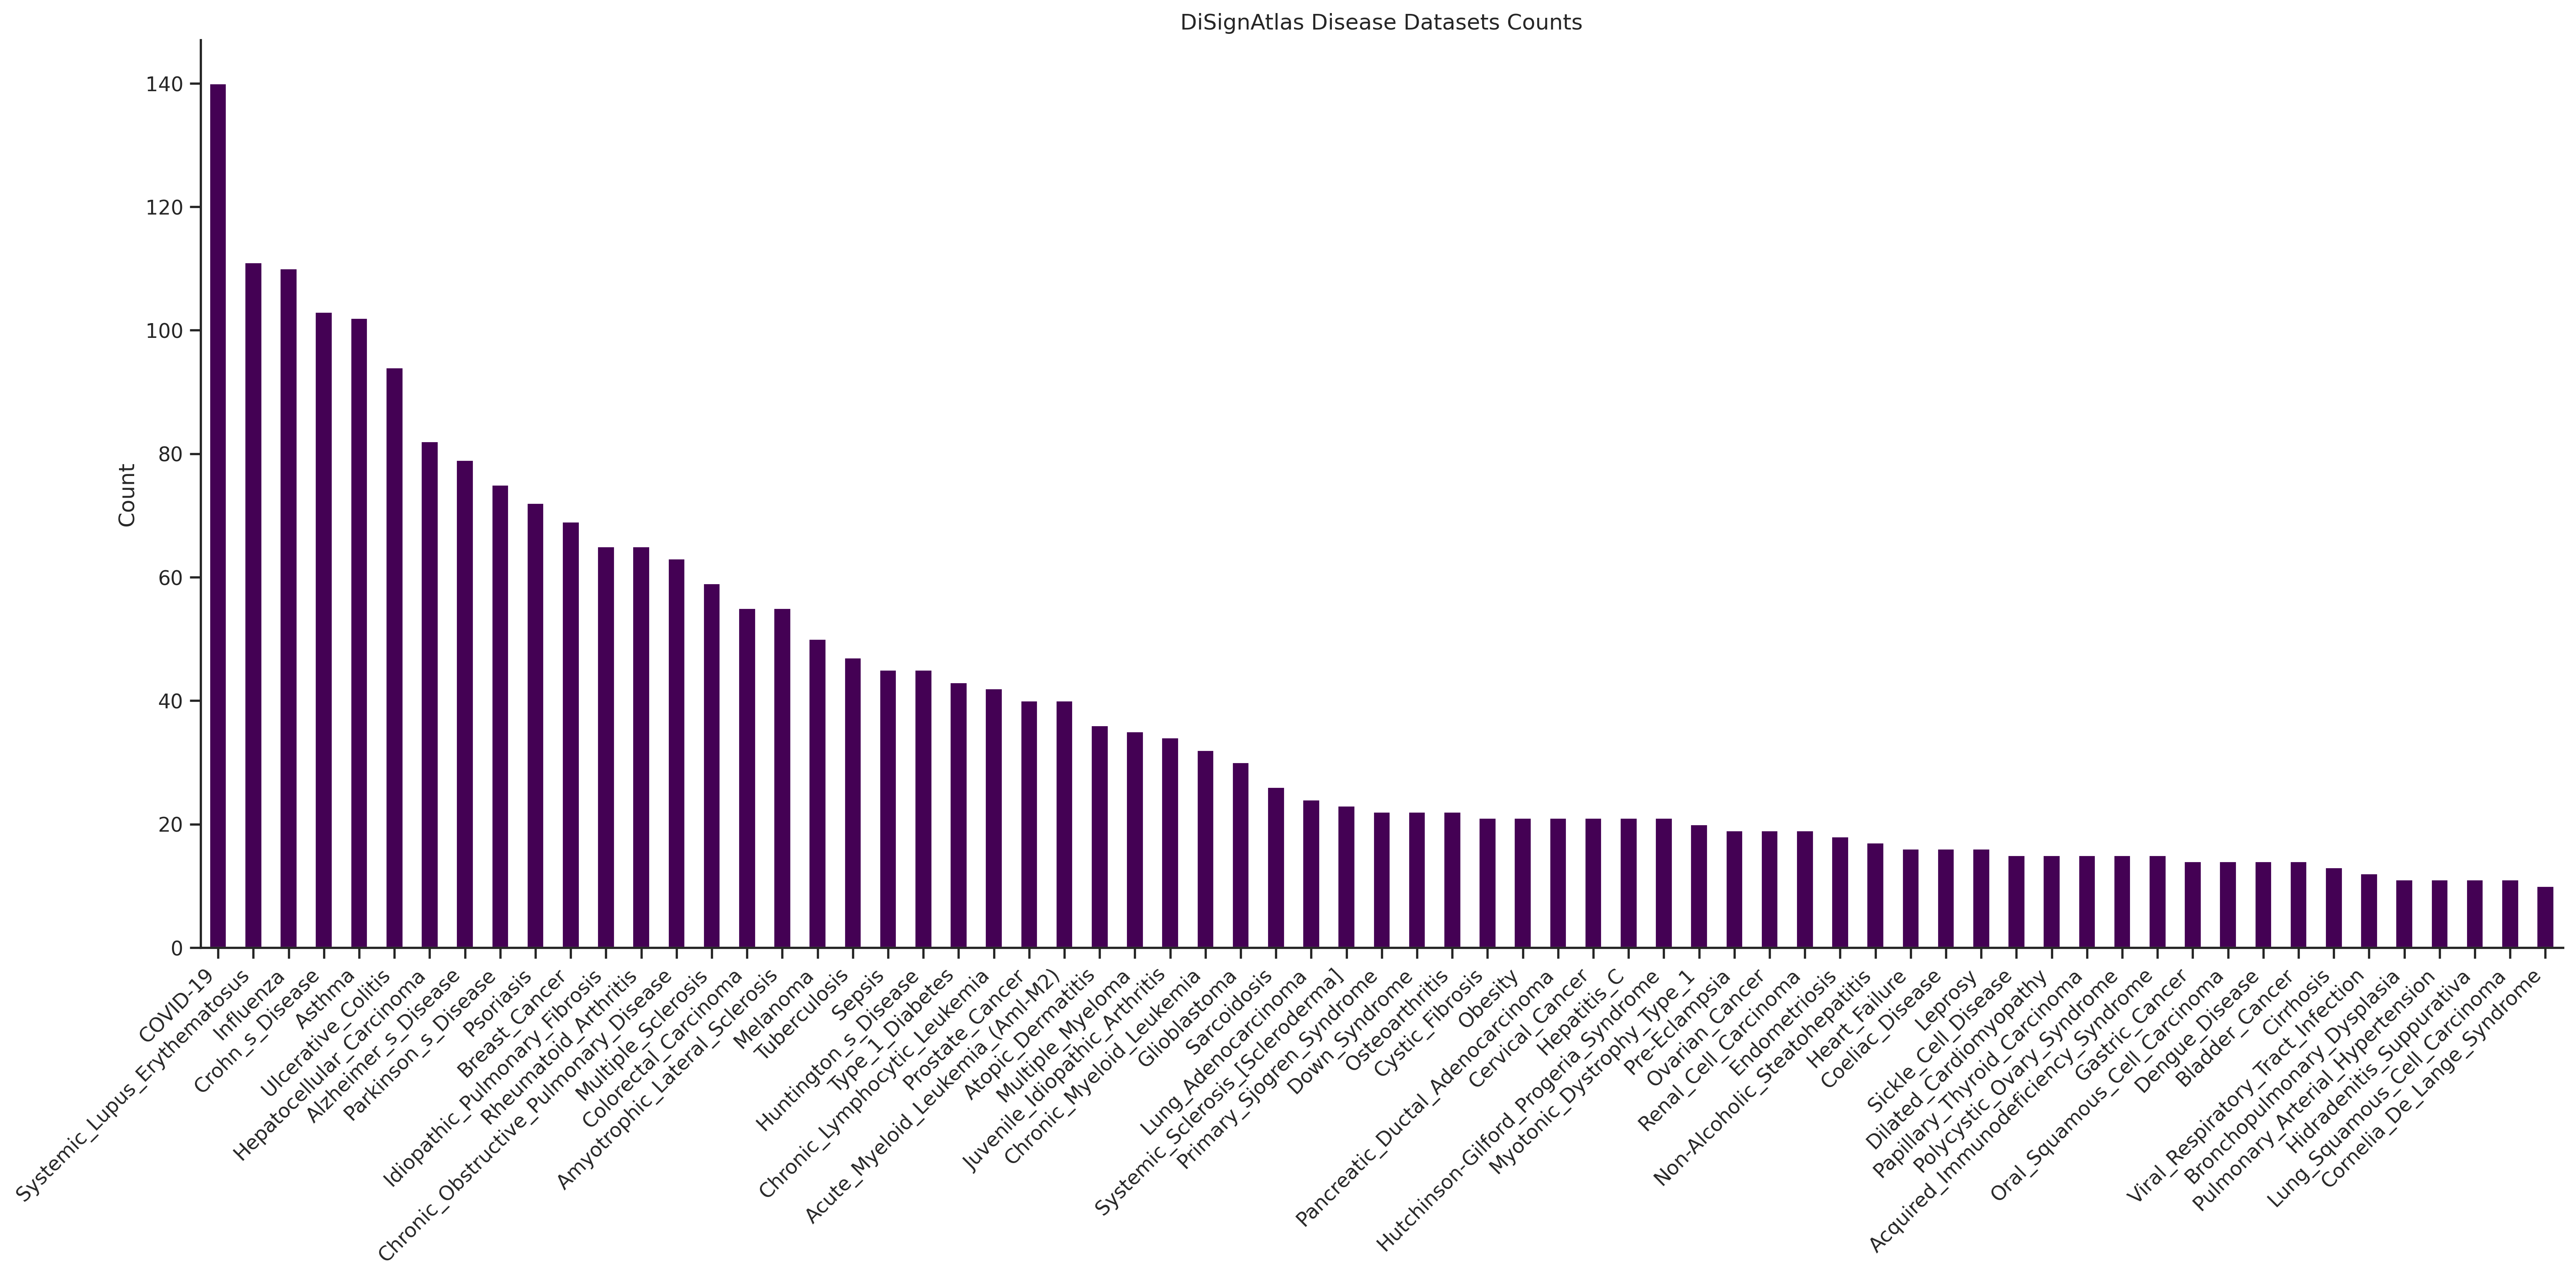 DiSignAtlas Disease Datasets Counts
Count
140
120
100
80
60
40
20
0
COVID-19
Systemic_Lupus_Erythematosus
Influenza
Crohn_s_Disease
Asthma
Ulcerative_Colitis
Hepatocellular_Carcinoma
Alzheimer_s_Disease
Parkinson_s_Disease
Psoriasis
Breast_Cancer
Idiopathic_Pulmonary_Fibrosis
Rheumatoid_Arthritis
Chronic_Obstructive_Pulmonary_Disease
Multiple_Sclerosis
Colorectal_Carcinoma
Amyotrophic_Lateral_Sclerosis
Melanoma
Tuberculosis
Sepsis
Huntington_s_Disease
Type_1_Diabetes
Chronic_Lymphocytic_Leukemia
Prostate_Cancer
Acute_Myeloid_Leukemia_(Aml-M2)
Atopic_Dermatitis
Multiple_Myeloma
Juvenile_Idiopathic_Arthritis
Chronic_Myeloid_Leukemia
Glioblastoma
Sarcoidosis
Lung_Adenocarcinoma
Systemic_Sclerosis_[Scleroderma]
Primary_Sjogren_Syndrome
Down_Syndrome
Osteoarthritis
Cystic_Fibrosis
Obesity
Pancreatic_Ductal_Adenocarcinoma
Cervical_Cancer
Hepatitis_C
Hutchinson-Gilford_Progeria_Syndrome
Myotonic_Dystrophy_Type_1
Pre-Eclampsia
Ovarian_Cancer
Renal_Cell_Carcinoma
Endometriosis
Non-Alcoholic_Steatohepatitis
Heart_Failure
Coeliac_Disease
Leprosy
Sickle_Cell_Disease
Dilated_Cardiomyopathy
Papillary_Thyroid_Carcinoma
Polycystic_Ovary_Syndrome
Acquired_Immunodeficiency_Syndrome
Gastric_Cancer
Oral_Squamous_Cell_Carcinoma
Dengue_Disease
Bladder_Cancer
Cirrhosis
Viral_Respiratory_Tract_Infection
Bronchopulmonary_Dysplasia
Pulmonary_Arterial_Hypertension
Hidradenitis_Suppurativa
Lung_Squamous_Cell_Carcinoma
Cornelia_De_Lange_Syndrome